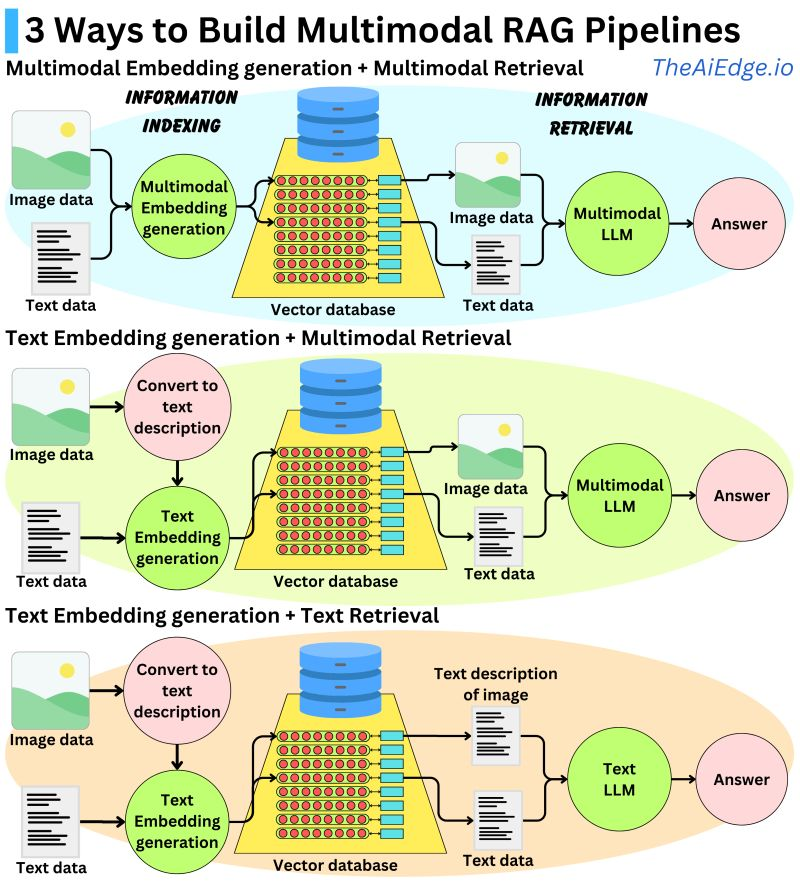 3 Ways to Build Multimodal RAG Pipelines
Multimodal Embedding generation + Multimodal Retrieval
TheAiEdge.io
INFORMATION
INDEXING
INFORMATION
RETRIEVAL
Image data
Text data
Multimodal
Embedding
generation
Vector database
Image data
Text data
Multimodal
LLM
Answer
Text Embedding generation + Multimodal Retrieval
Image data
Convert to
text
description
Text data
Text
Embedding
generation
Vector database
Image data
Text data
Multimodal
LLM
Answer
Text Embedding generation + Text Retrieval
Image data
Convert to
text
description
Text data
Text
Embedding
generation
Vector database
Text description
of image
Text data
Text
LLM
Answer